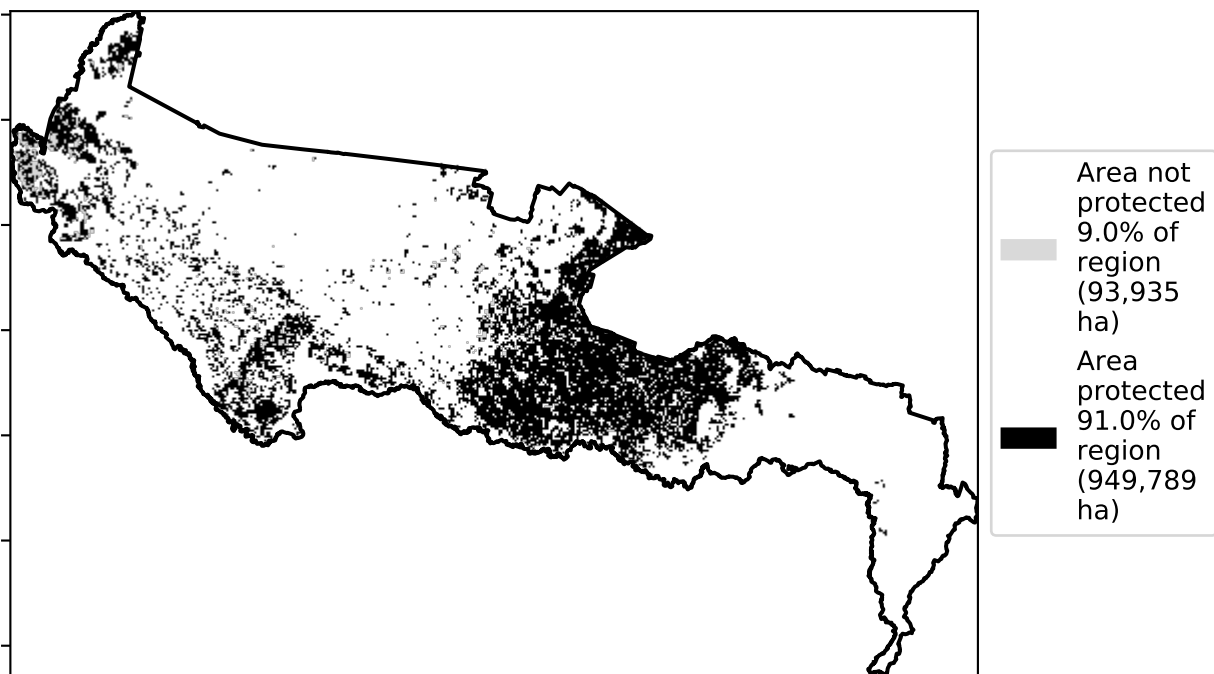 Area not
protected
9.0% of
region
(93,935
ha)
Area
protected
91.0% of
region
(949,789
ha)